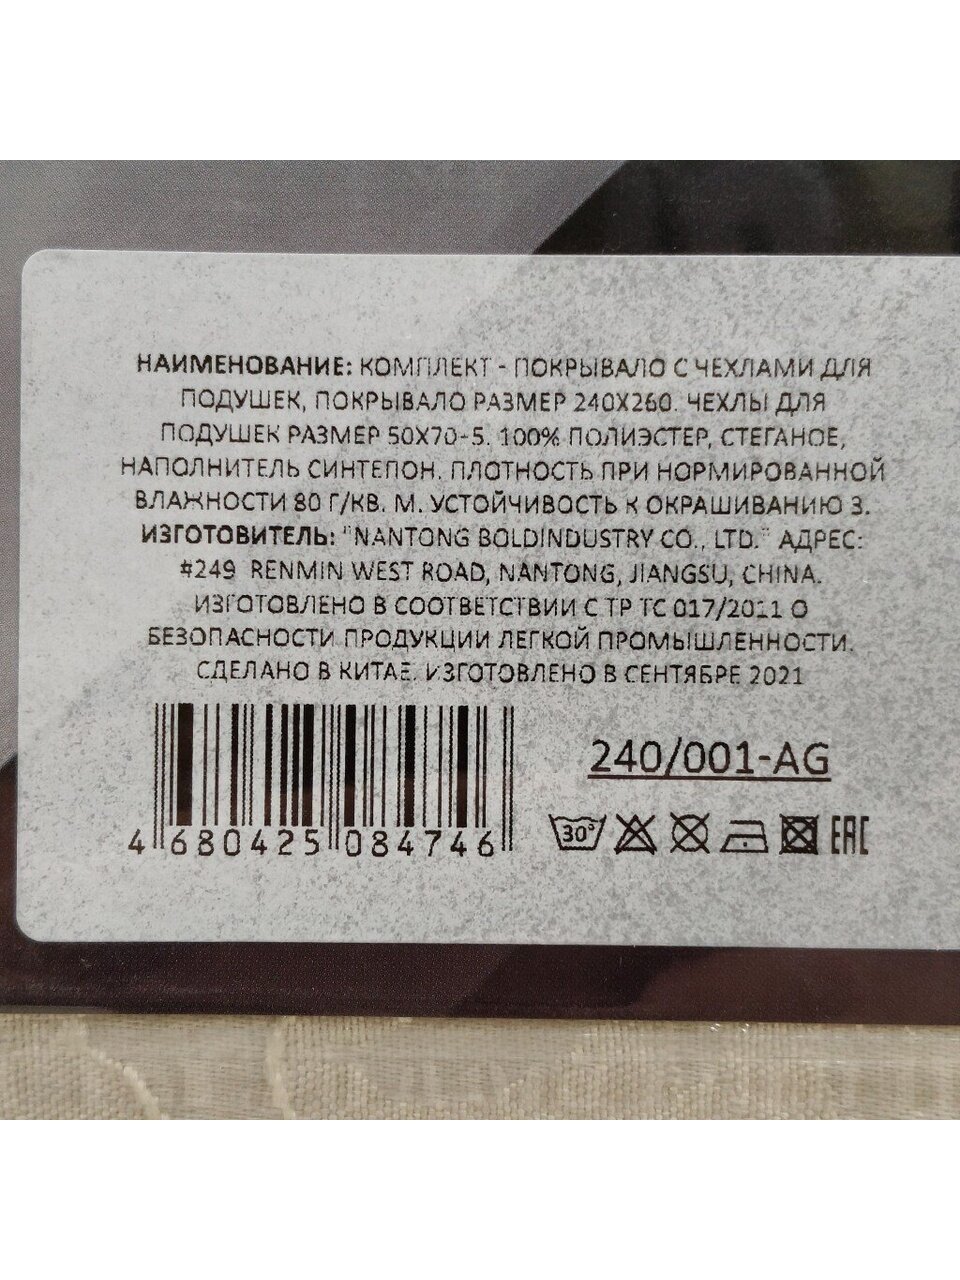 НАИМЕНОВАНИЕ: КОМПЛЕКТ - ПОКРЫВАЛО С ЧЕХЛАМИ ДЛЯ
ПОДУШЕК, ПОКРЫВАЛО РАЗМЕР 240Х260. ЧЕХЛЫ ДЛЯ
ПОДУШЕК РАЗМЕР 50Х70-5. 100% ПОЛИЭСТЕР, СТЕГАНОЕ,
НАПОЛНИТЕЛЬ СИНТЕПОН. ПЛОТНОСТЬ ПРИ НОРМИРОВАННОЙ
ВЛАЖНОСТИ 80 Г/КВ. М. УСТОЙЧИВОСТЬ К ОКРАШИВАНИЮ 3.
ИЗГОТОВИТЕЛЬ: "NANTONG BOLDINDUSTRY CO., LTD." АДРЕС:
#249 RENMIN WEST ROAD, NANTONG, JIANGSU, CHINA.
ИЗГОТОВЛЕНО В СООТВЕТСТВИИ С ТР ТС 017/2011 О
БЕЗОПАСНОСТИ ПРОДУКЦИИ ЛЕГКОЙ ПРОМЫШЛЕННОСТИ.
СДЕЛАНО В КИТАЕ. ИЗГОТОВЛЕНО В СЕНТЯБРЕ 2021
240/001-AG
30° EAC
4 680425 084746